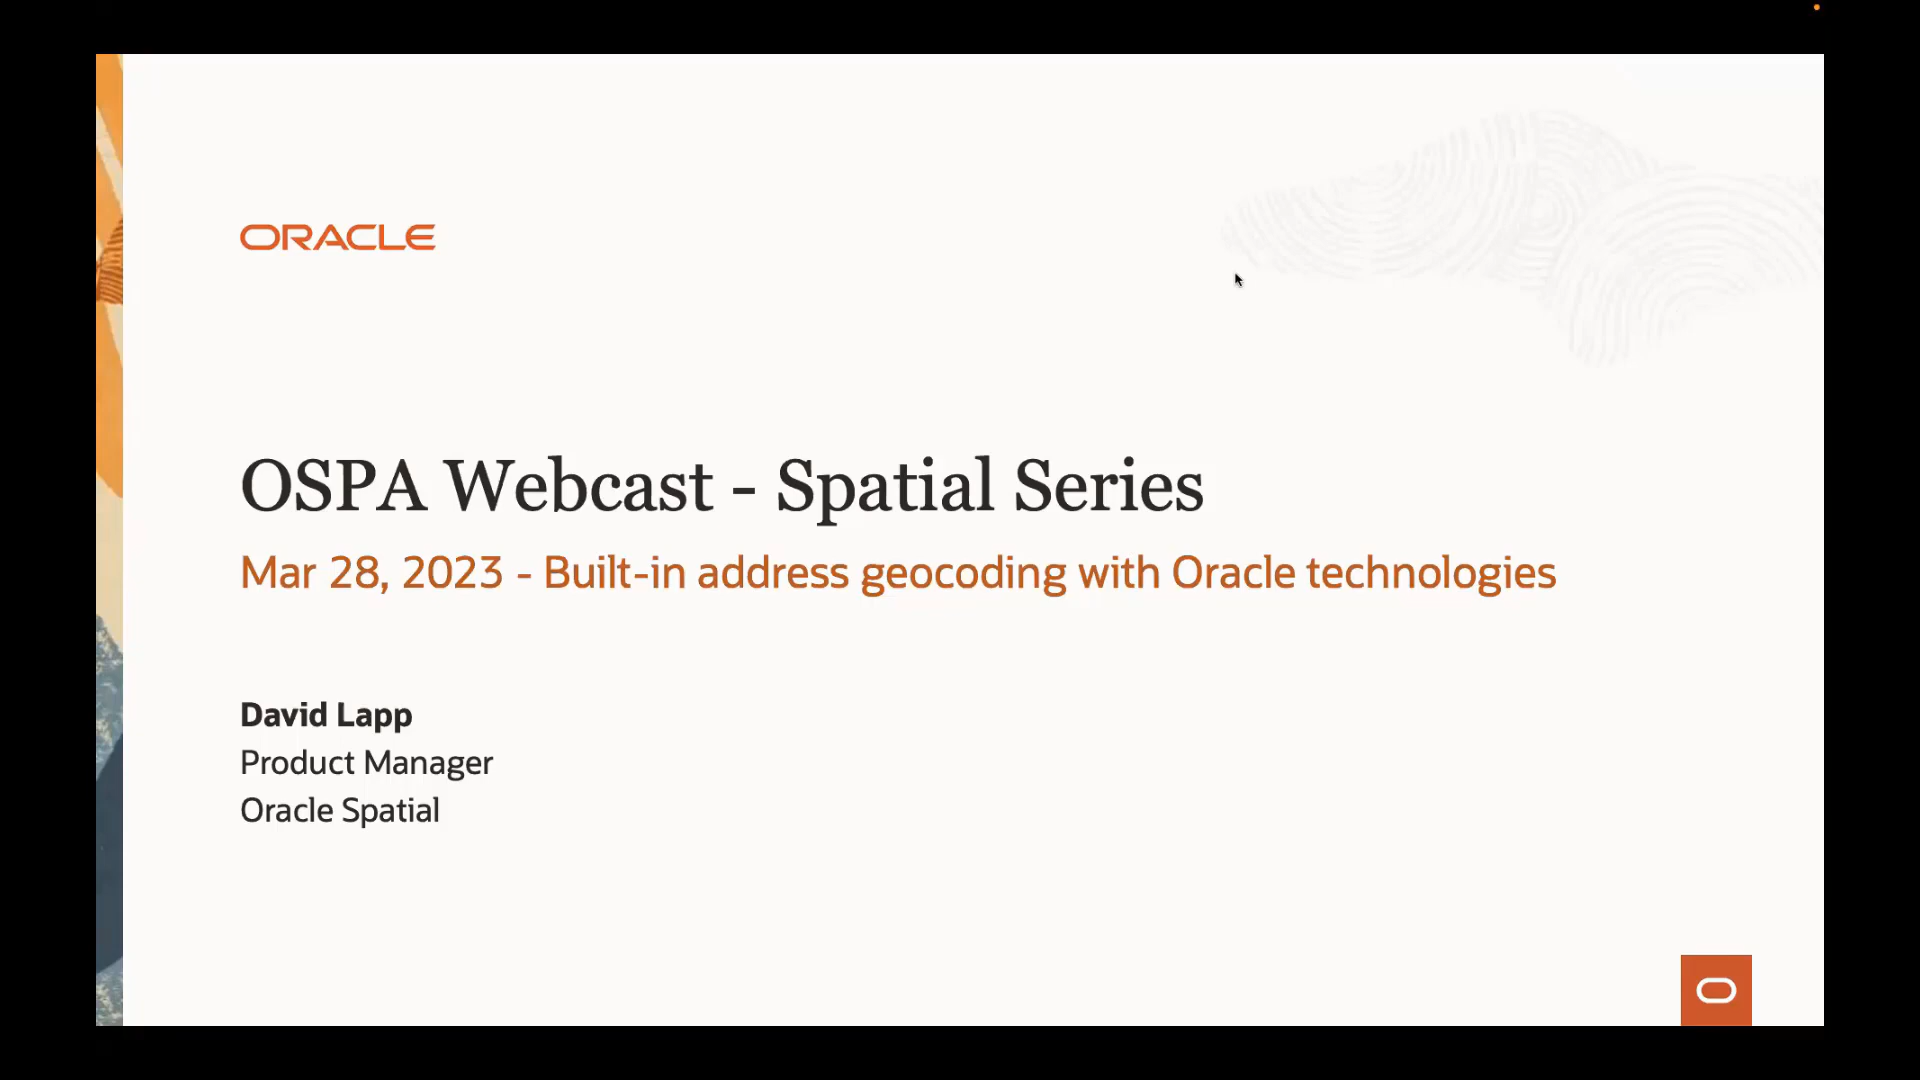 ORACLE
OSPA Webcast - Spatial Series
Mar 28, 2023 - Built-in address geocoding with Oracle technologies
David Lapp
Product Manager
Oracle Spatial